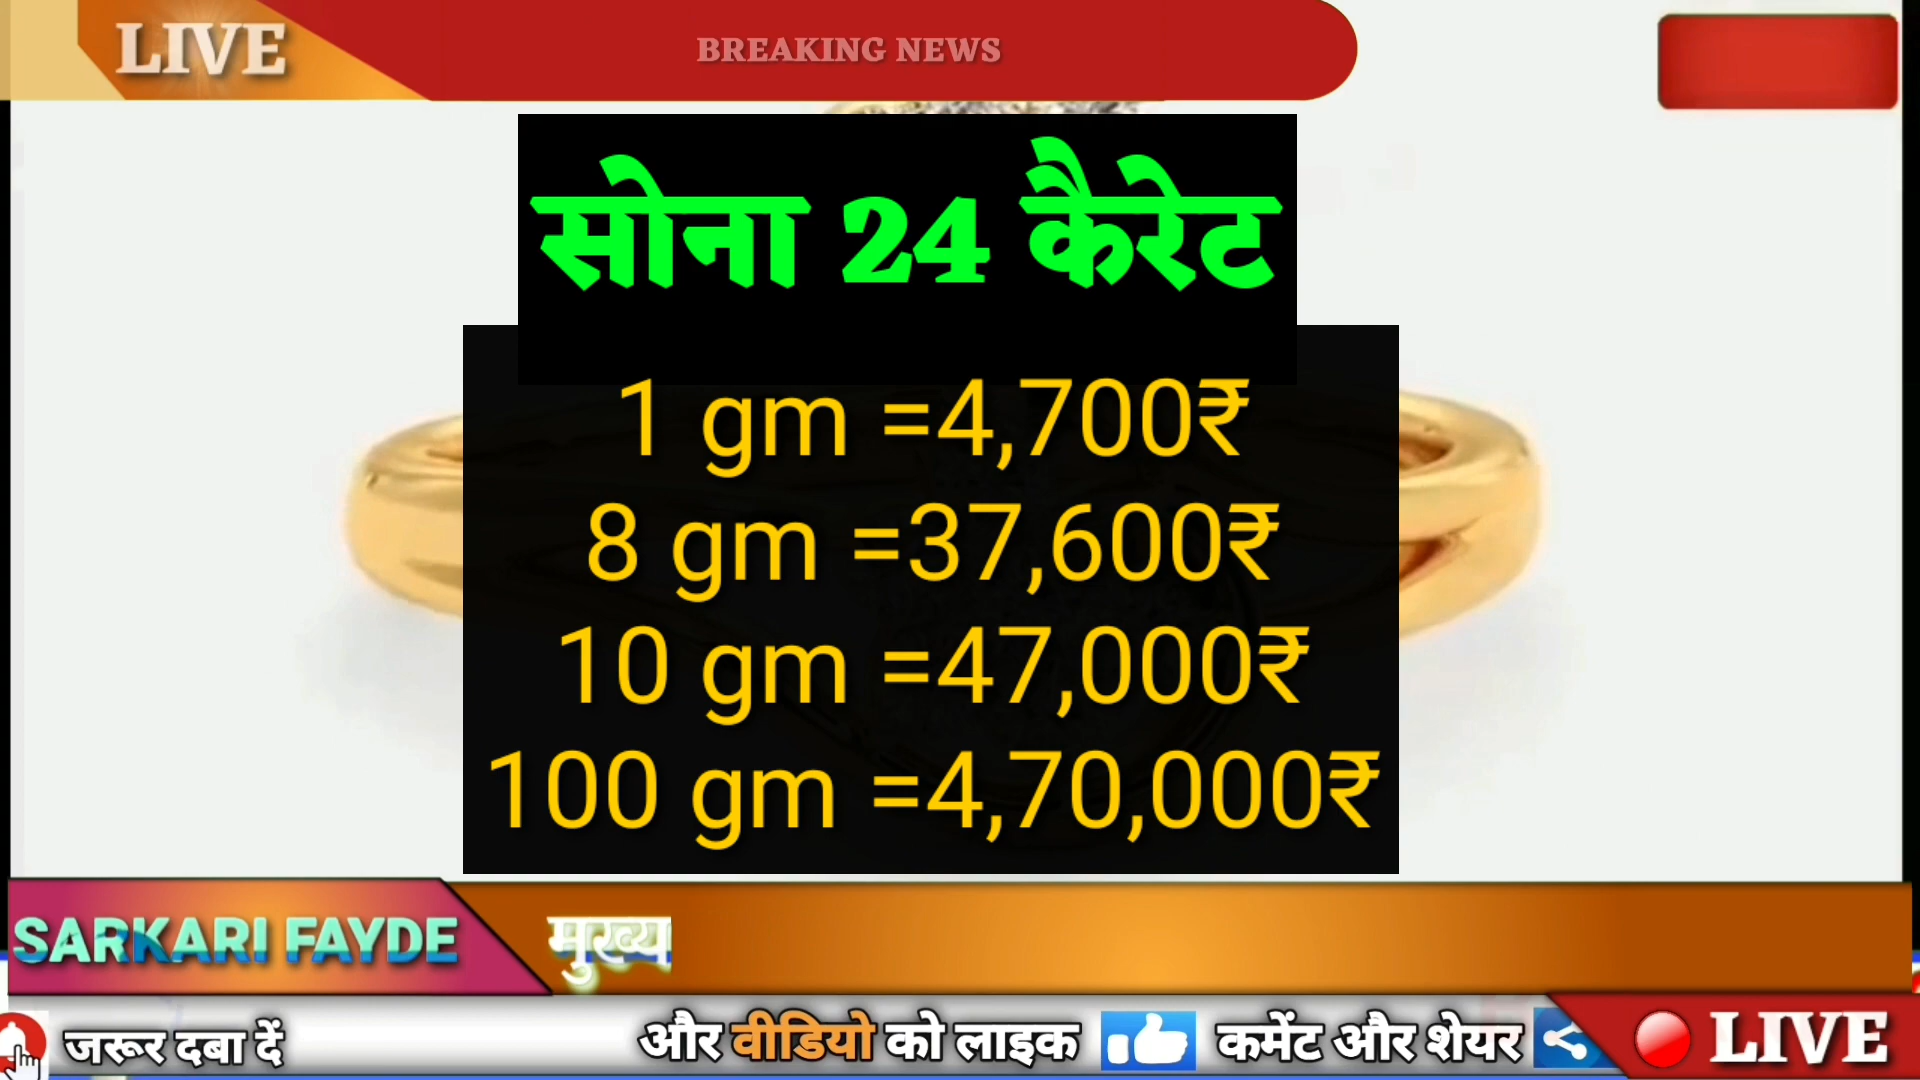 LIVE
BREAKING NEWS
सोना 24 कैरेट
1 gm =4,700₹
8 gm =37,600₹
10 gm =47,000₹
100 gm =4,70,000₹
SARKARI FAYDE
मुख्य
जरूर दबा दें
और वीडियो को लाइक
कमेंट और शेयर
LIVE